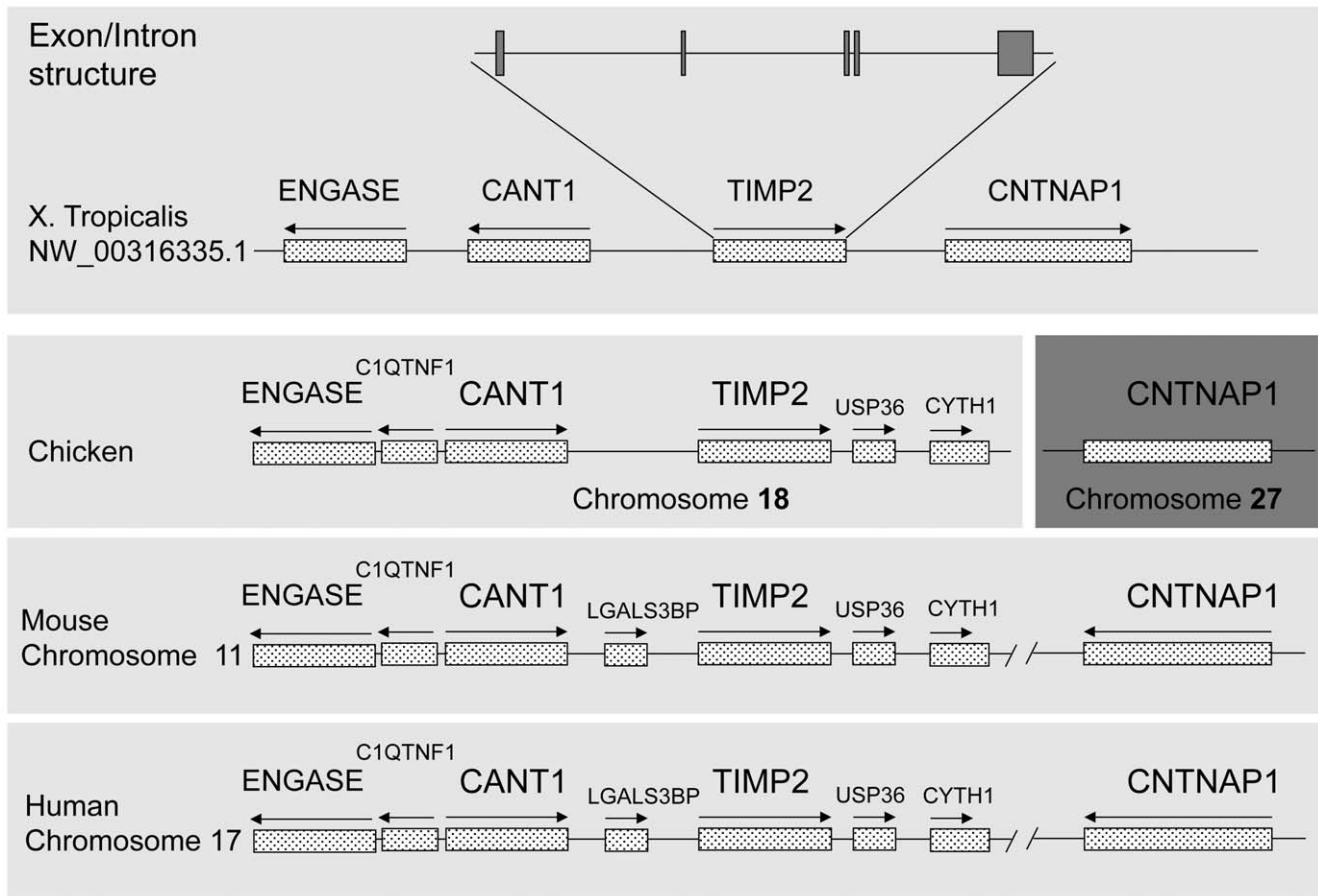 Exon/Intron
structure
ENGASE CANT1 TIMP2 CNTNAP1
X. Tropicalis
NW_00316335.1
C1QTNF1
ENGASE CANT1 TIMP2 USP36 CYTH1 CNTNAP1
Chicken
Chromosome 18 Chromosome 27
C1QTNF1
ENGASE CANT1 LGALS3BP TIMP2 USP36 CYTH1 CNTNAP1
Mouse
Chromosome 11
C1QTNF1
ENGASE CANT1 LGALS3BP TIMP2 USP36 CYTH1 CNTNAP1
Human
Chromosome 17